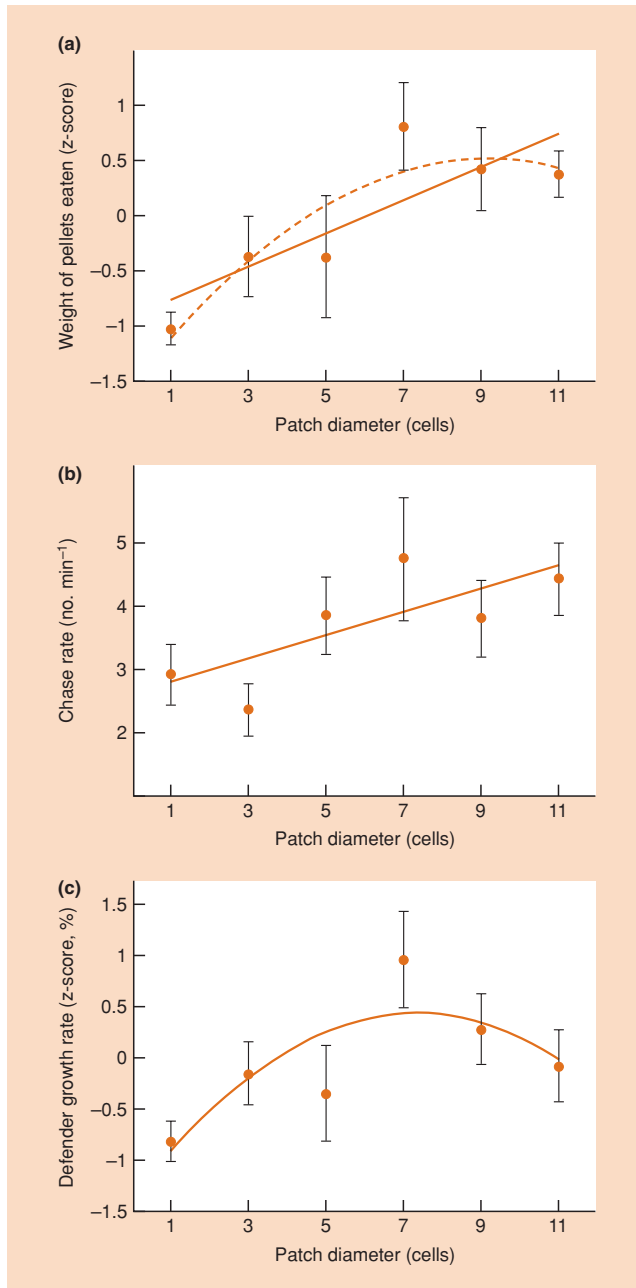 (a)
Weight of pellets eaten (z-score)
1
0.5
0
–0.5
–1
–1.5
1 3 5 7 9 11
Patch diameter (cells)
(b)
Chase rate (no. min⁻¹)
5
4
3
2
1 3 5 7 9 11
Patch diameter (cells)
(c)
Defender growth rate (z-score, %)
1.5
1
0.5
0
–0.5
–1
–1.5
1 3 5 7 9 11
Patch diameter (cells)